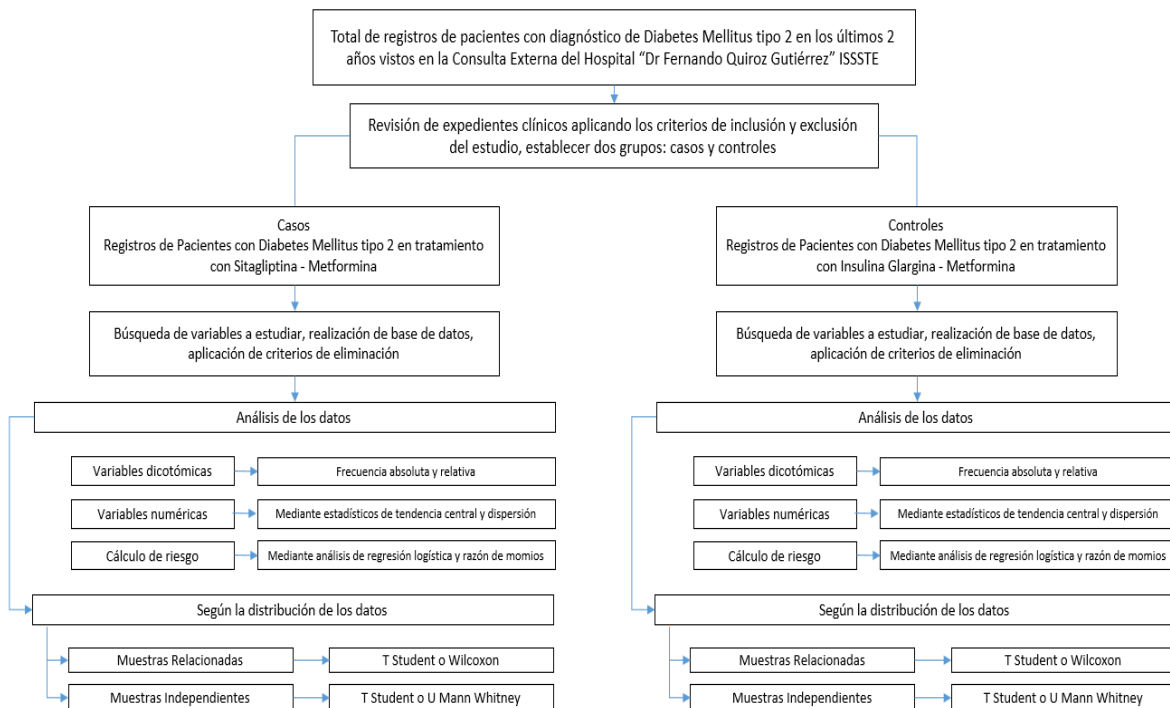 Total de registros de pacientes con diagnóstico de Diabetes Mellitus tipo 2 en los últimos 2
años vistos en la Consulta Externa del Hospital “Dr Fernando Quiroz Gutiérrez” ISSSTE
Revisión de expedientes clínicos aplicando los criterios de inclusión y exclusión
del estudio, establecer dos grupos: casos y controles
Casos
Registros de Pacientes con Diabetes Mellitus tipo 2 en tratamiento
con Sitagliptina - Metformina
Búsqueda de variables a estudiar, realización de base de datos,
aplicación de criterios de eliminación
Análisis de los datos
Variables dicotómicas
Frecuencia absoluta y relativa
Variables numéricas
Mediante estadísticos de tendencia central y dispersión
Cálculo de riesgo
Mediante análisis de regresión logística y razón de momios
Según la distribución de los datos
Muestras Relacionadas
T Student o Wilcoxon
Muestras Independientes
T Student o U Mann Whitney
Controles
Registros de Pacientes con Diabetes Mellitus tipo 2 en tratamiento
con Insulina Glargina - Metformina
Búsqueda de variables a estudiar, realización de base de datos,
aplicación de criterios de eliminación
Análisis de los datos
Variables dicotómicas
Frecuencia absoluta y relativa
Variables numéricas
Mediante estadísticos de tendencia central y dispersión
Cálculo de riesgo
Mediante análisis de regresión logística y razón de momios
Según la distribución de los datos
Muestras Relacionadas
T Student o Wilcoxon
Muestras Independientes
T Student o U Mann Whitney